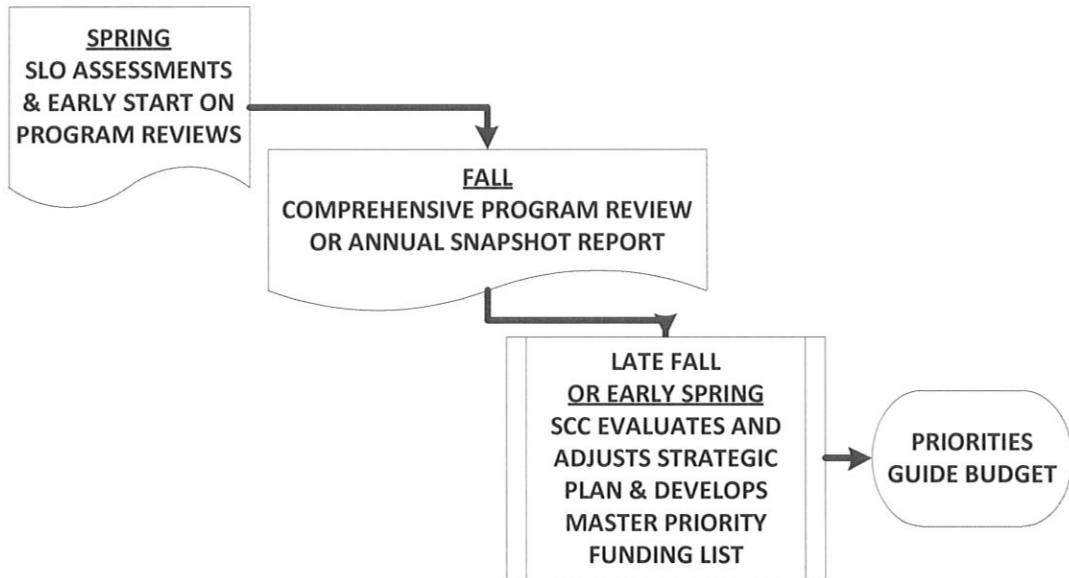 SPRING
SLO ASSESSMENTS
& EARLY START ON
PROGRAM REVIEWS
FALL
COMPREHENSIVE PROGRAM REVIEW
OR ANNUAL SNAPSHOT REPORT
LATE FALL
OR EARLY SPRING
SCC EVALUATES AND
ADJUSTS STRATEGIC
PLAN & DEVELOPS
MASTER PRIORITY
FUNDING LIST
PRIORITIES
GUIDE BUDGET